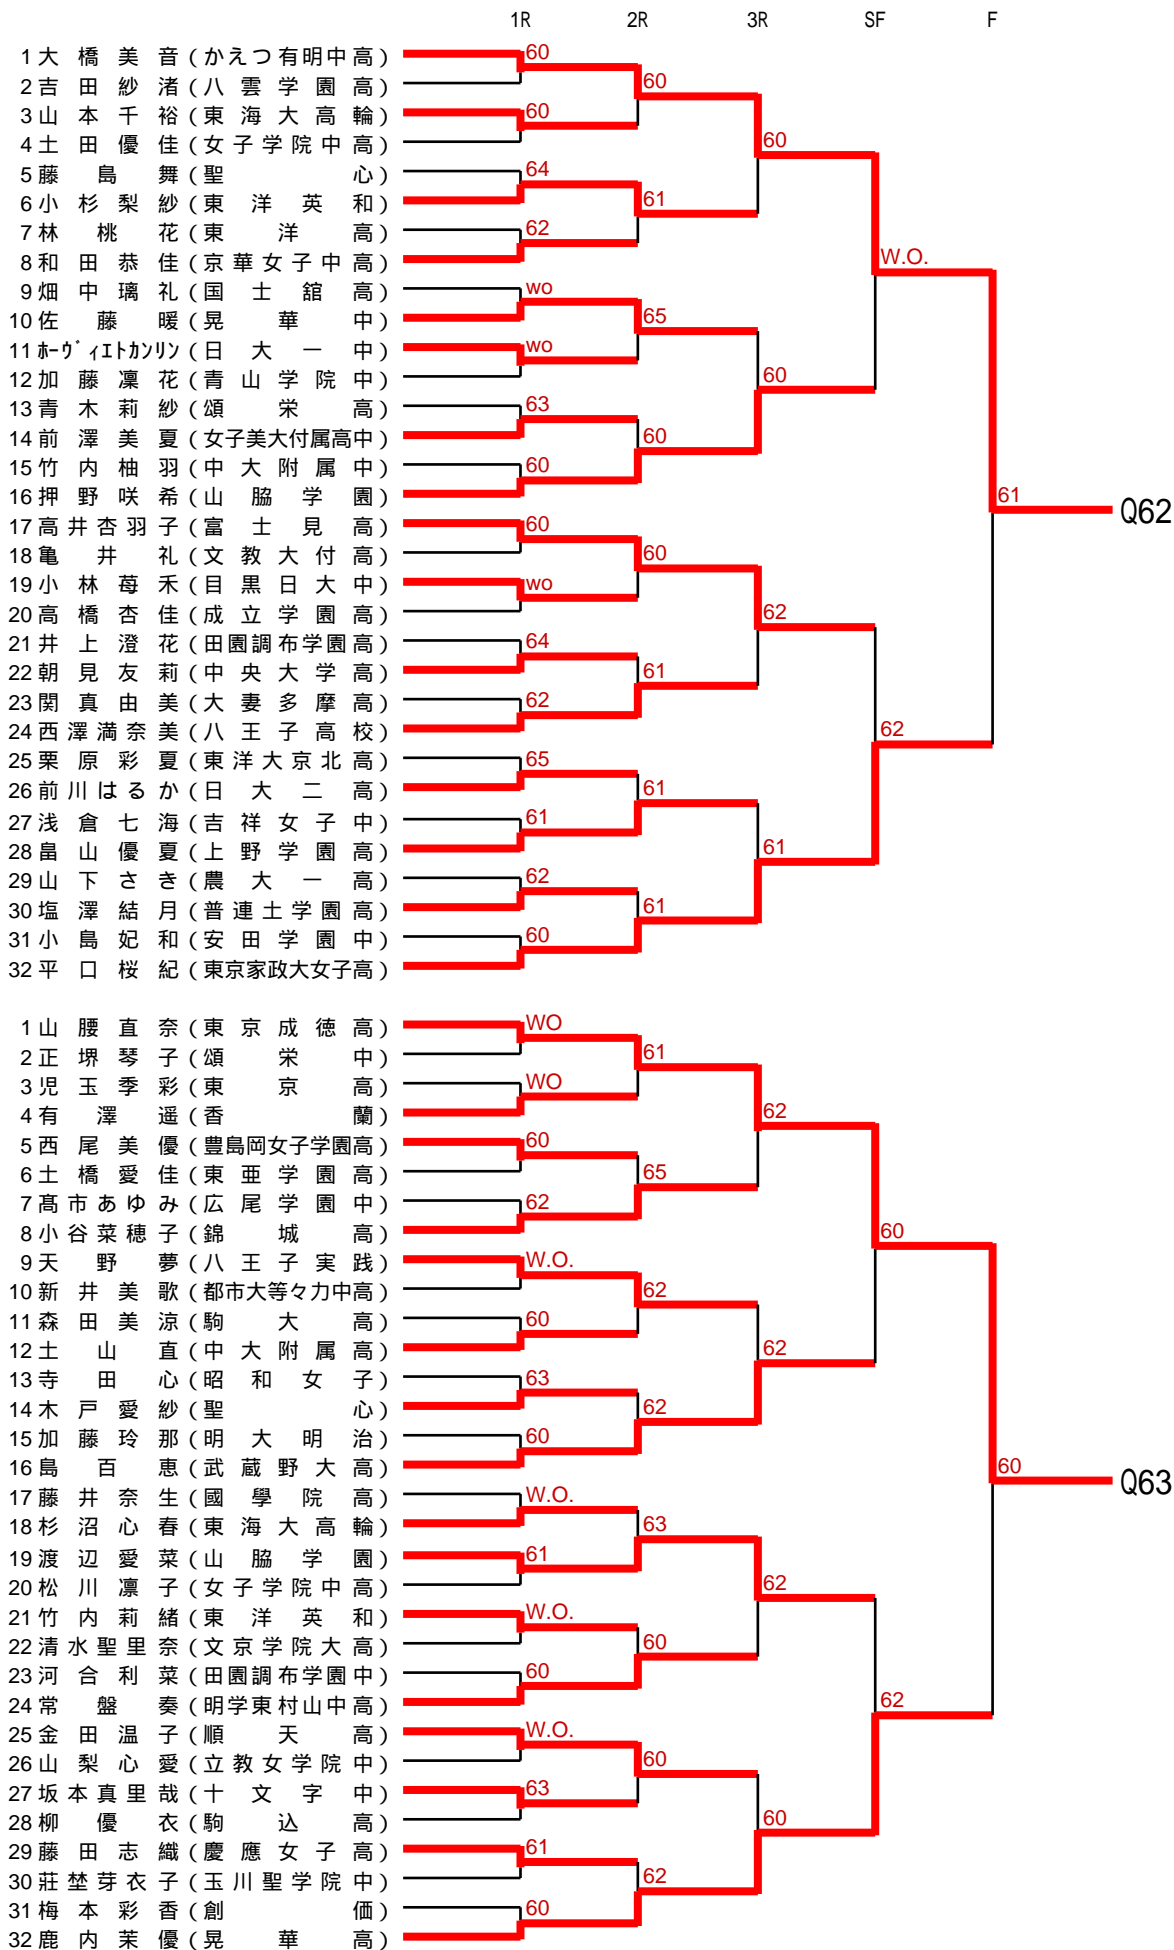 1R 2R 3R SF F
1 大橋美音 (かえつ有明中高) 60
2 吉田紗渚 (八雲学園高) 60
3 山本千裕 (東海大高輪) 60
4 土田優佳 (女子学院中高) 60
5 藤島舞 (聖心) 64
6 小杉梨紗 (東洋英和) 61
7 林桃花 (東洋高) 62
8 和田恭佳 (京華女子中高) W.O.
9 畑中璃礼 (国士舘高) wo
10 佐藤暖 (晃華中) 65
11 ホーヴィエトカンリン (日大一中) wo
12 加藤凜花 (青山学院中) 60
13 青木莉紗 (頌栄高) 63
14 前澤美夏 (女子美大付属高中) 60
15 竹内柚羽 (中大附属中) 60
16 押野咲希 (山脇学園) 61
Q62
17 高井杏羽子 (富士見高) 60
18 亀井礼 (文教大付高) 60
19 小林苺禾 (目黒日大中) wo
20 高橋杏佳 (成立学園高) 62
21 井上澄花 (田園調布学園高) 64
22 朝見友莉 (中央大学高) 61
23 関真由美 (大妻多摩高) 62
24 西澤満奈美 (八王子高校) 62
25 栗原彩夏 (東洋大京北高) 65
26 前川はるか (日大二高) 61
27 浅倉七海 (吉祥女子中) 61
28 畠山優夏 (上野学園高) 61
29 山下さき (農大一高) 62
30 塩澤結月 (普連土学園高) 61
31 小島妃和 (安田学園中) 60
32 平口桜紀 (東京家政大女子高)
1 山腰直奈 (東京成徳高) WO
2 正堺琴子 (頌栄中) 61
3 児玉季彩 (東京高) WO
4 有澤遥 (香蘭) 62
5 西尾美優 (豊島岡女子学園高) 60
6 土橋愛佳 (東亜学園高) 65
7 髙市あゆみ (広尾学園中) 62
8 小谷菜穂子 (錦城高) 60
9 天野夢 (八王子実践) W.O.
10 新井美歌 (都市大等々力中高) 62
11 森田美涼 (駒大高) 60
12 土山直 (中大附属高) 62
13 寺田心 (昭和女子) 63
14 木戸愛紗 (聖心) 62
15 加藤玲那 (明大明治) 60
16 島百恵 (武蔵野大高) 60
Q63
17 藤井奈生 (國學院高) W.O.
18 杉沼心春 (東海大高輪) 63
19 渡辺愛菜 (山脇学園) 61
20 松川凛子 (女子学院中高) 62
21 竹内莉緒 (東洋英和) W.O.
22 清水聖里奈 (文京学院大高) 60
23 河合利菜 (田園調布学園中) 60
24 常盤奏 (明学東村山中高) 62
25 金田温子 (順天高) W.O.
26 山梨心愛 (立教女学院中) 60
27 坂本真里哉 (十文字中) 63
28 柳優衣 (駒込高) 60
29 藤田志織 (慶應女子高) 61
30 莊埜芽衣子 (玉川聖学院中) 62
31 梅本彩香 (創価) 60
32 鹿内茉優 (晃華高)